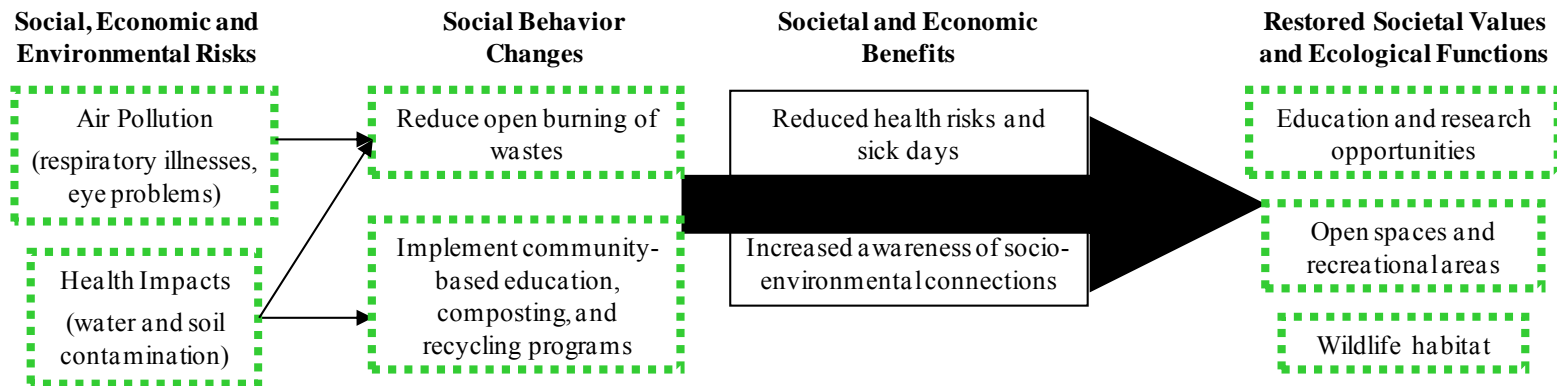 Social, Economic and
Environmental Risks
Air Pollution
(respiratory illnesses,
eye problems)
Health Impacts
(water and soil
contamination)
Social Behavior
Changes
Reduce open burning of
wastes
Implement community-
based education,
composting, and
recycling programs
Societal and Economic
Benefits
Reduced health risks and
sick days
Increased awareness of socio-
environmental connections
Restored Societal Values
and Ecological Functions
Education and research
opportunities
Open spaces and
recreational areas
Wildlife habitat